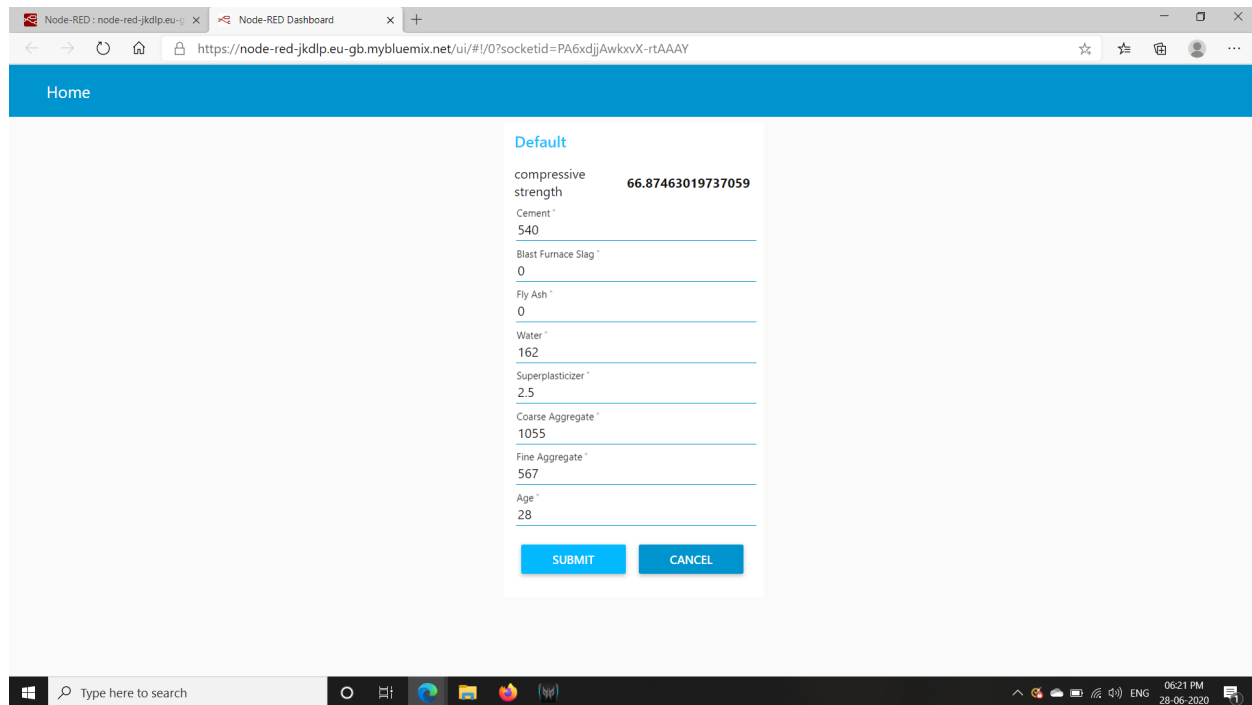 Node-RED : node-red-jkdlp.eu-g
Node-RED Dashboard
https://node-red-jkdlp.eu-gb.mybluemix.net/ui/#!/0?socketid=PA6xdjjAwkxvX-rtAAAY
Home
Default
compressive
strength
66.87463019737059
Cement *
540
Blast Furnace Slag *
0
Fly Ash *
0
Water *
162
Superplasticizer *
2.5
Coarse Aggregate *
1055
Fine Aggregate *
567
Age *
28
SUBMIT CANCEL
Type here to search
ENG
06:21 PM
28-06-2020
1